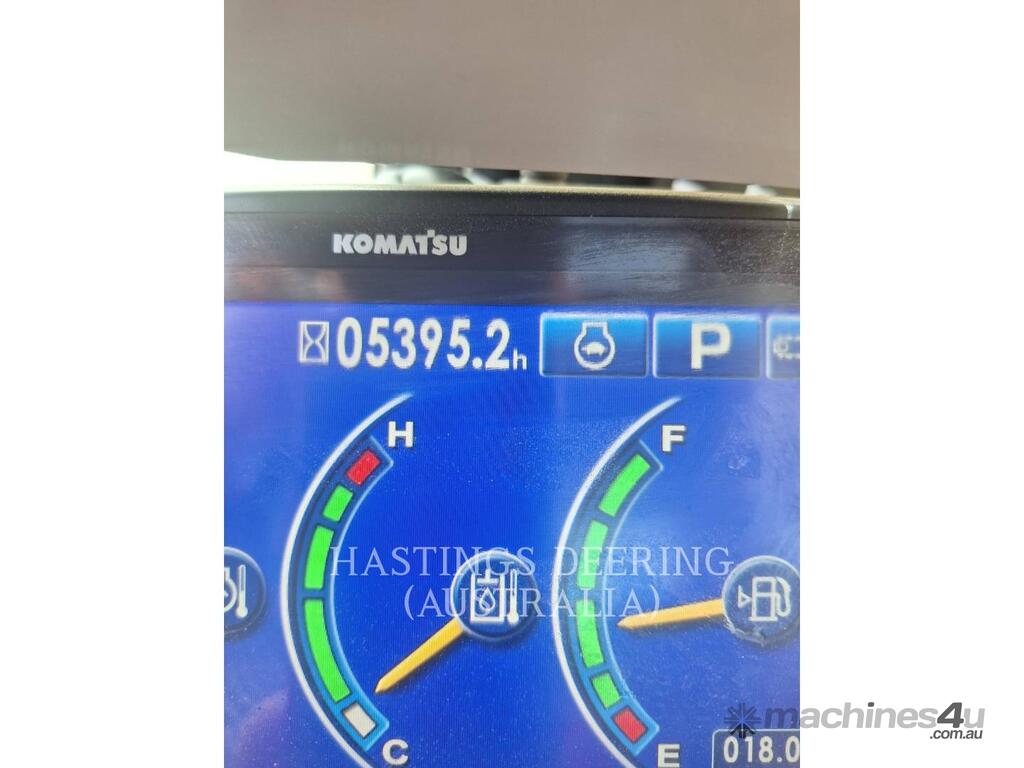 KOMATSU
05395.2h
P
H
F
HASTINGS DEERING
(AUSTRALIA)
C
E
018.0
machines4u
.com.au